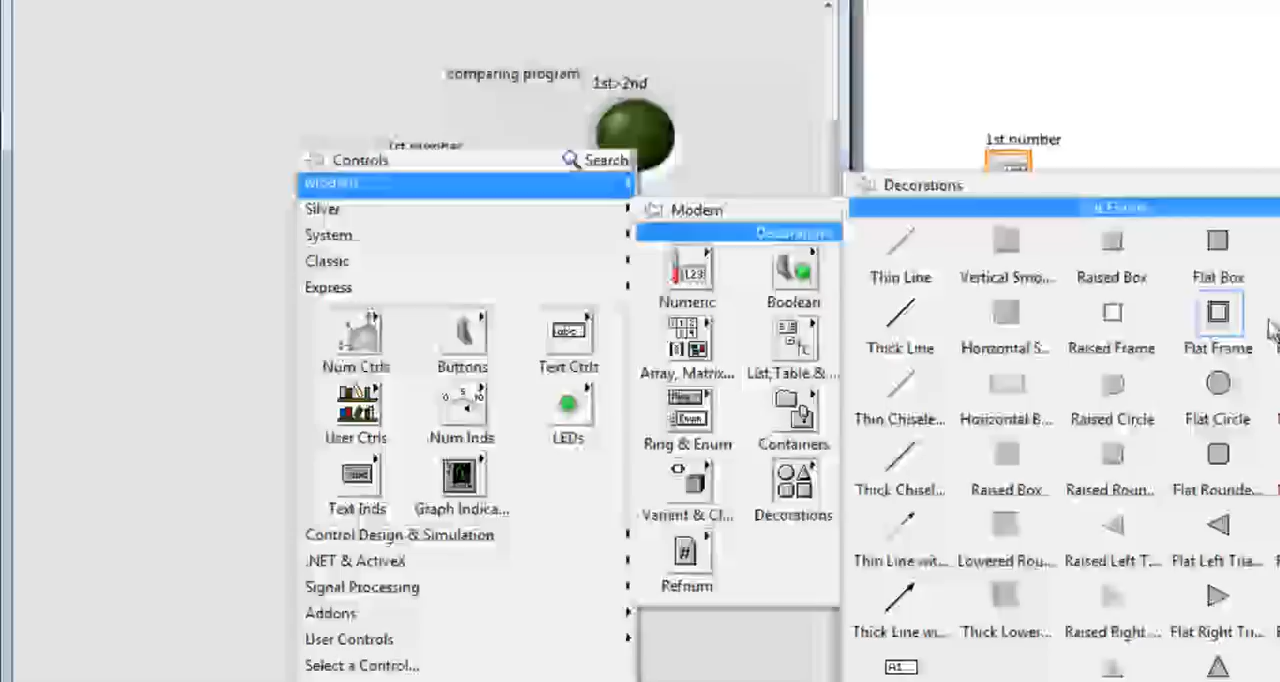 comparing program
1st>2nd
1st number
1st number
Controls
Search
Modern
Silver
System
Classic
Express
Num Ctrls
Buttons
Text Ctrls
User Ctrls
Num Inds
LEDs
Text Inds
Graph Indica...
Control Design & Simulation
.NET & ActiveX
Signal Processing
Addons
User Controls
Select a Control...
Modern
Decorations
Numeric
Boolean
Array, Matrix...
List, Table & ...
Ring & Enum
Containers
Variant & Cl...
Decorations
Refnum
Decorations
Thin Line
Vertical Smo...
Raised Box
Flat Box
Thick Line
Horizontal S...
Raised Frame
Flat Frame
Thin Chisele...
Horizontal B...
Raised Circle
Flat Circle
Thick Chisel...
Raised Box
Raised Roun...
Flat Rounde...
Thin Line wit...
Lowered Rou...
Raised Left T...
Flat Left Tria...
Thick Line wi...
Thick Lower...
Raised Right ...
Flat Right Tri...